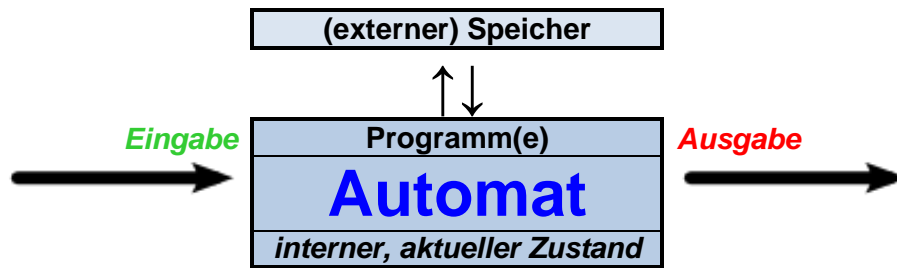 (externer) Speicher
Eingabe
Programm(e)
Ausgabe
Automat
interner, aktueller Zustand